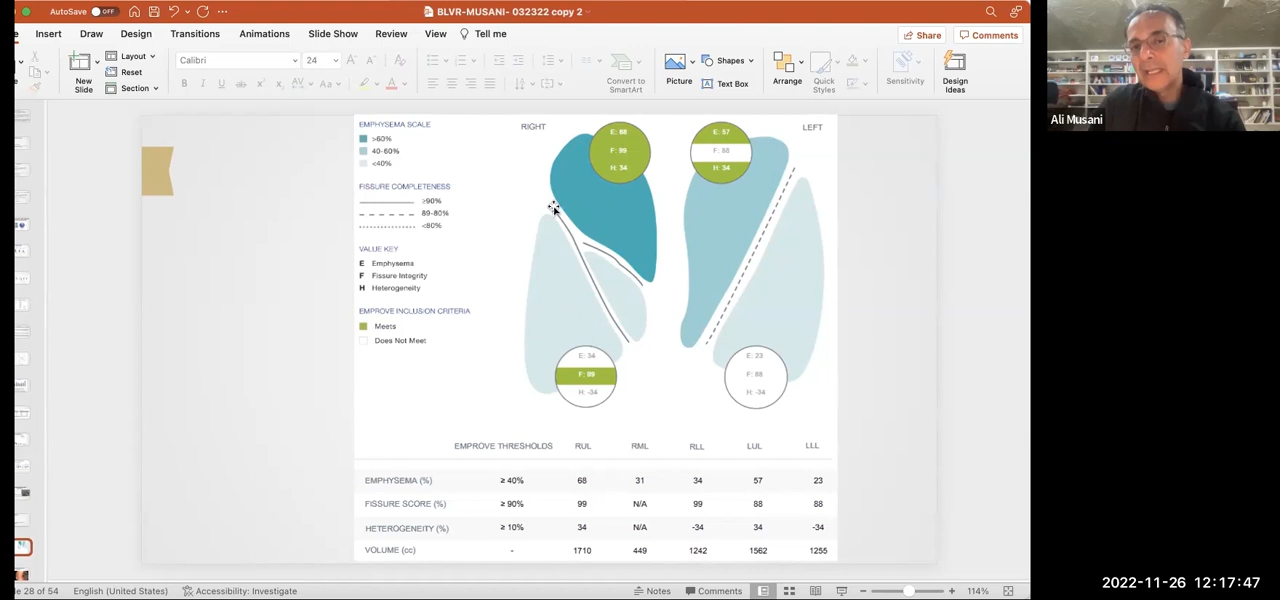 AutoSave OFF
BLVR-MUSANI- 032322 copy 2
Insert Draw Design Transitions Animations Slide Show Review View Tell me
Share Comments
New Slide
Layout
Reset
Section
Calibri 24
Convert to SmartArt
Picture
Shapes
Text Box
Arrange
Quick Styles
Sensitivity
Design Ideas
Ali Musani
EMPHYSEMA SCALE
>60%
40-60%
<40%
FISSURE COMPLETENESS
≥90%
89-80%
<80%
VALUE KEY
E Emphysema
F Fissure Integrity
H Heterogeneity
EMPROVE INCLUSION CRITERIA
Meets
Does Not Meet
RIGHT
LEFT
F: 99
H: 34
E: 57
F: 88
H: 34
E: 34
F: 99
H: -34
E: 23
F: 88
H: -34
EMPROVE THRESHOLDS RUL RML RLL LUL LLL
EMPHYSEMA (%) ≥ 40% 68 31 34 57 23
FISSURE SCORE (%) ≥ 90% 99 N/A 99 88 88
HETEROGENEITY (%) ≥ 10% 34 N/A -34 34 -34
VOLUME (cc) - 1710 449 1242 1562 1255
28 of 54 English (United States) Accessibility: Investigate
Notes Comments 114%
2022-11-26 12:17:47